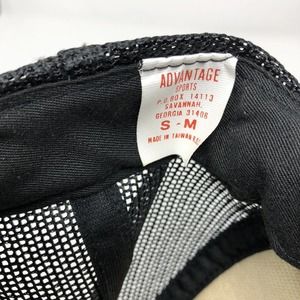 ADVANTAGE
SPORTS
P.O. BOX 14113
SAVANNAH,
GEORGIA 31406
S - M
MADE IN TAIWAN